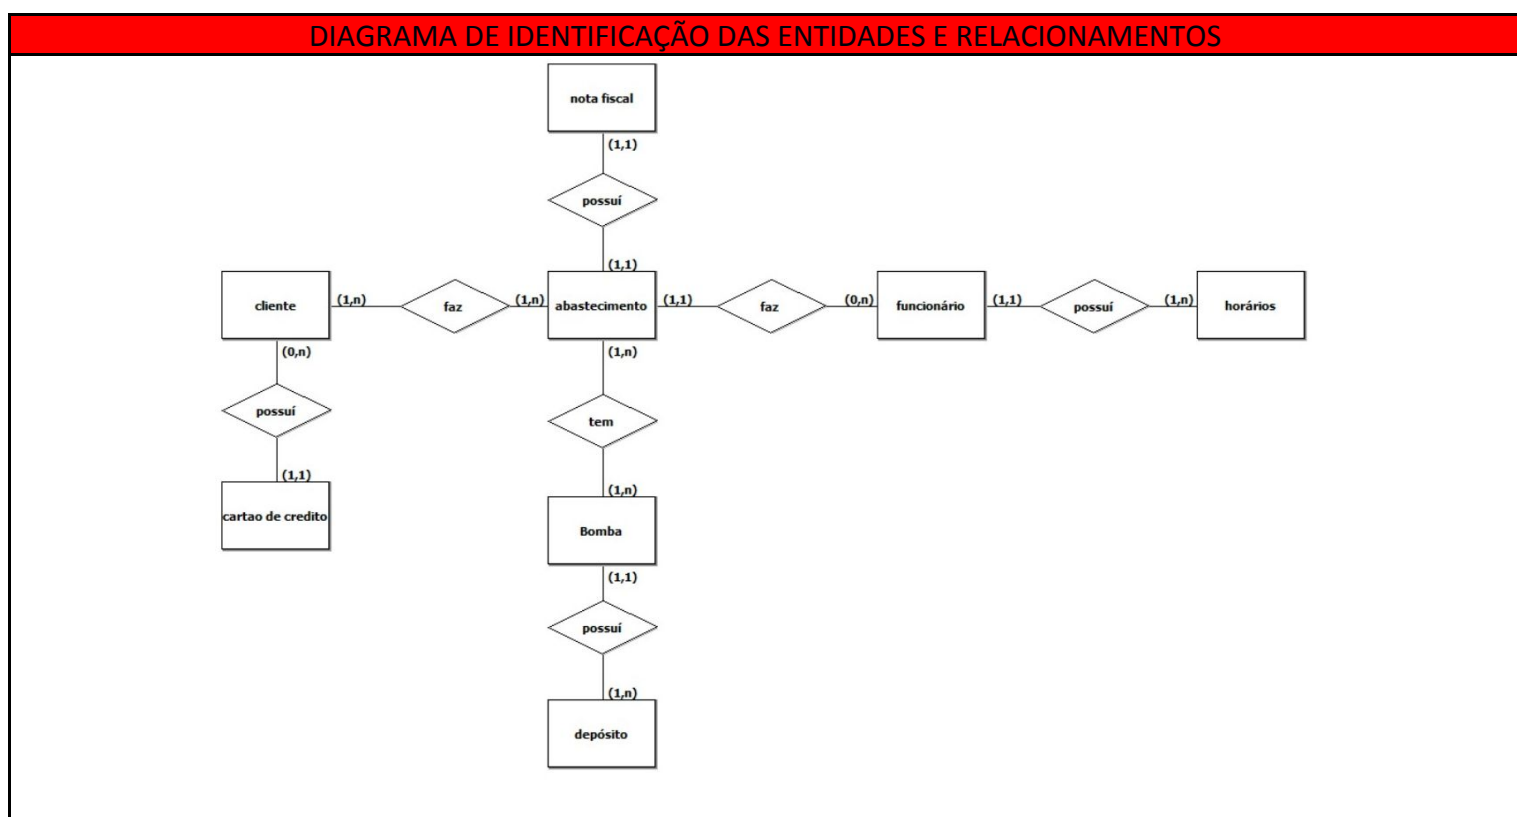 DIAGRAMA DE IDENTIFICAÇÃO DAS ENTIDADES E RELACIONAMENTOS
nota fiscal
(1,1)
possuí
(1,1)
cliente
(1,n)
faz
(1,n)
abastecimento
(1,1)
faz
(0,n)
funcionário
(1,1)
possuí
(1,n)
horários
(0,n)
possuí
(1,1)
cartao de credito
(1,n)
tem
(1,n)
Bomba
(1,1)
possuí
(1,n)
depósito